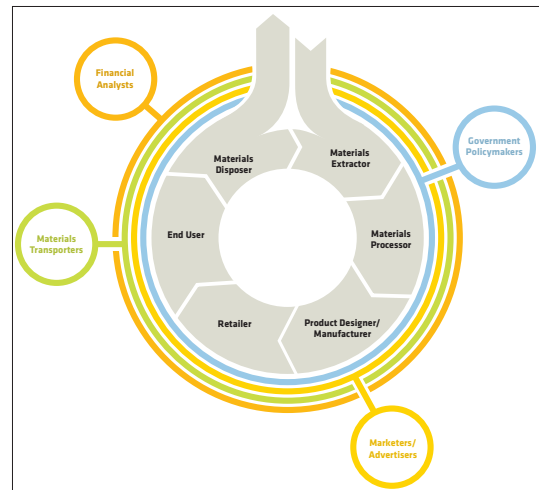 Financial
Analysts
Government
Policymakers
Materials
Transporters
Marketers/
Advertisers
Materials
Extractor
Materials
Processor
Product Designer/
Manufacturer
Retailer
End User
Materials
Disposer